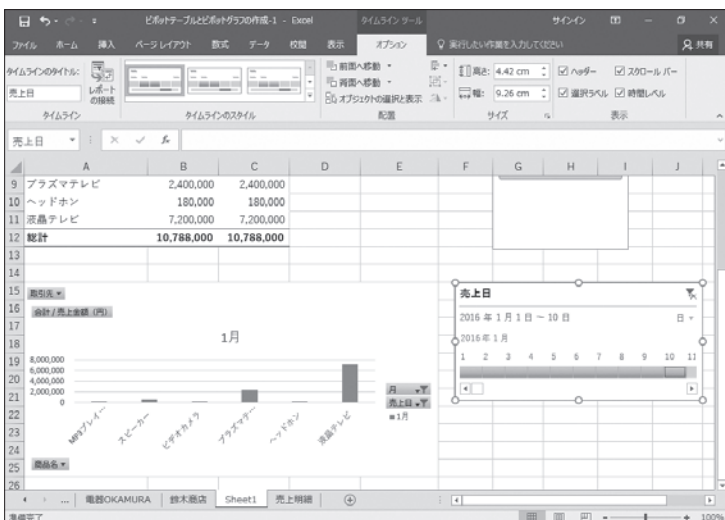 ピボットテーブルとピボットグラフの作成-1 - Excel
タイムライン ツール
サインイン
ファイル ホーム 挿入 ページ レイアウト 数式 データ 校閲 表示 オプション 実行したい作業を入力してください 共有
タイムラインのタイトル:
売上日
レポートの接続
前面へ移動
背面へ移動
オブジェクトの選択と表示
高さ: 4.42 cm
幅: 9.26 cm
ヘッダー スクロール バー
選択ラベル 時間レベル
タイムライン タイムラインのスタイル 配置 サイズ 表示
売上日 fx
A B C D E F G H I J
9 プラズマテレビ 2,400,000 2,400,000
10 ヘッドホン 180,000 180,000
11 液晶テレビ 7,200,000 7,200,000
12 総計 10,788,000 10,788,000
13
14
15 取引先
16 合計 / 売上金額 (円)
17
18 1月
19 8,000,000
6,000,000
20 4,000,000
2,000,000
21 0
22
23
24
25 商品名
26
MP3プレイ… スピーカー ビデオカメラ プラズマテ… ヘッドホン 液晶テレビ
月
売上日
1月
売上日
2016 年 1 月 1 日 ~ 10 日 日
2016 年 1 月
1 2 3 4 5 6 7 8 9 10 11
... 電器OKAMURA 鈴木商店 Sheet1 売上明細
準備完了 100%